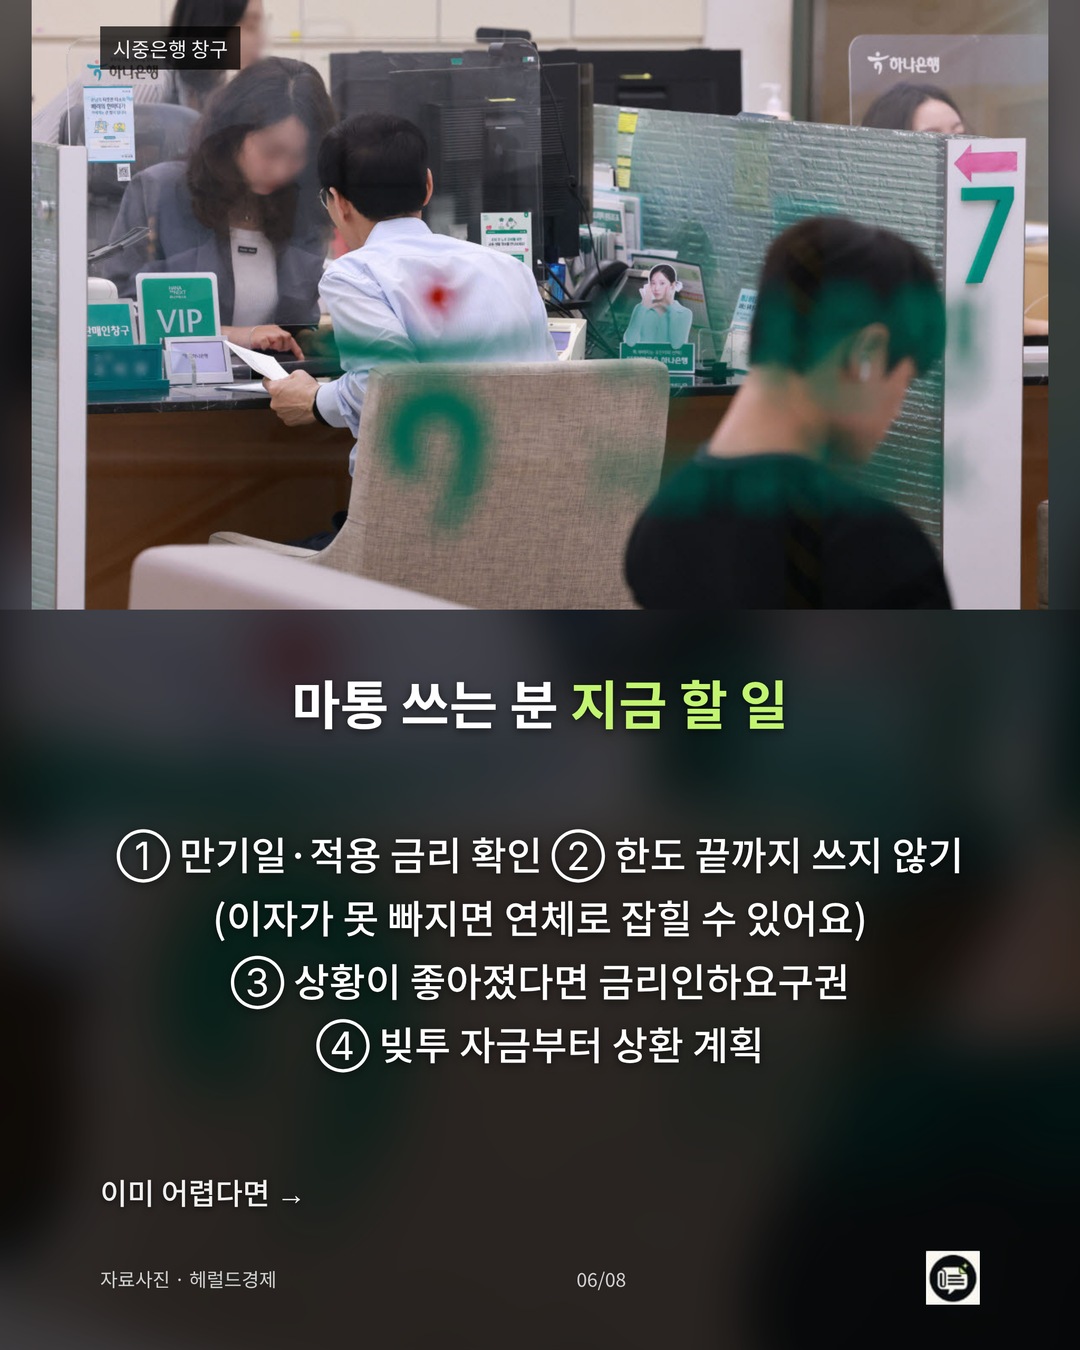 시중은행 창구
하나은행
하나은행
VIP
7
마통 쓰는 분 지금 할 일
① 만기일·적용 금리 확인 ② 한도 끝까지 쓰지 않기
(이자가 못 빠지면 연체로 잡힐 수 있어요)
③ 상황이 좋아졌다면 금리인하요구권
④ 빚투 자금부터 상환 계획
이미 어렵다면 →
자료사진 · 헤럴드경제
06/08